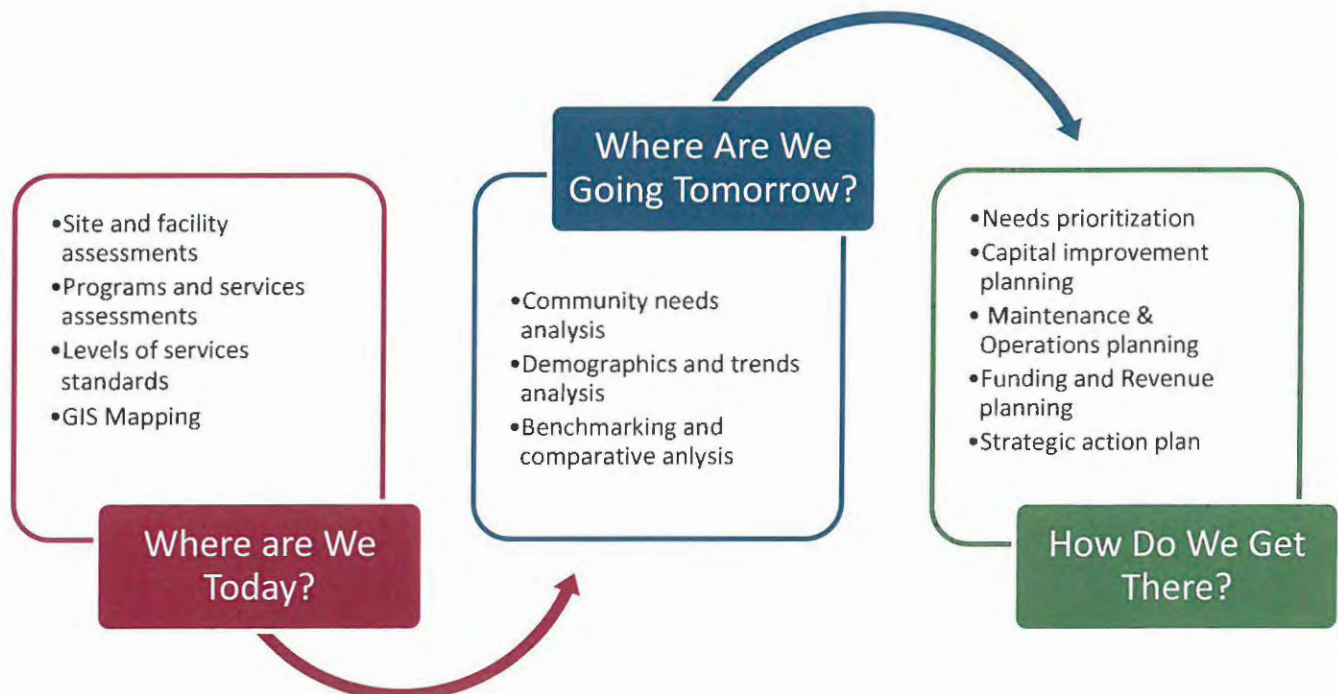 •Site and facility
assessments
•Programs and services
assessments
•Levels of services
standards
•GIS Mapping
Where are We
Today?
Where Are We
Going Tomorrow?
•Community needs
analysis
•Demographics and trends
analysis
•Benchmarking and
comparative anlysis
•Needs prioritization
•Capital improvement
planning
• Maintenance &
Operations planning
•Funding and Revenue
planning
•Strategic action plan
How Do We Get
There?